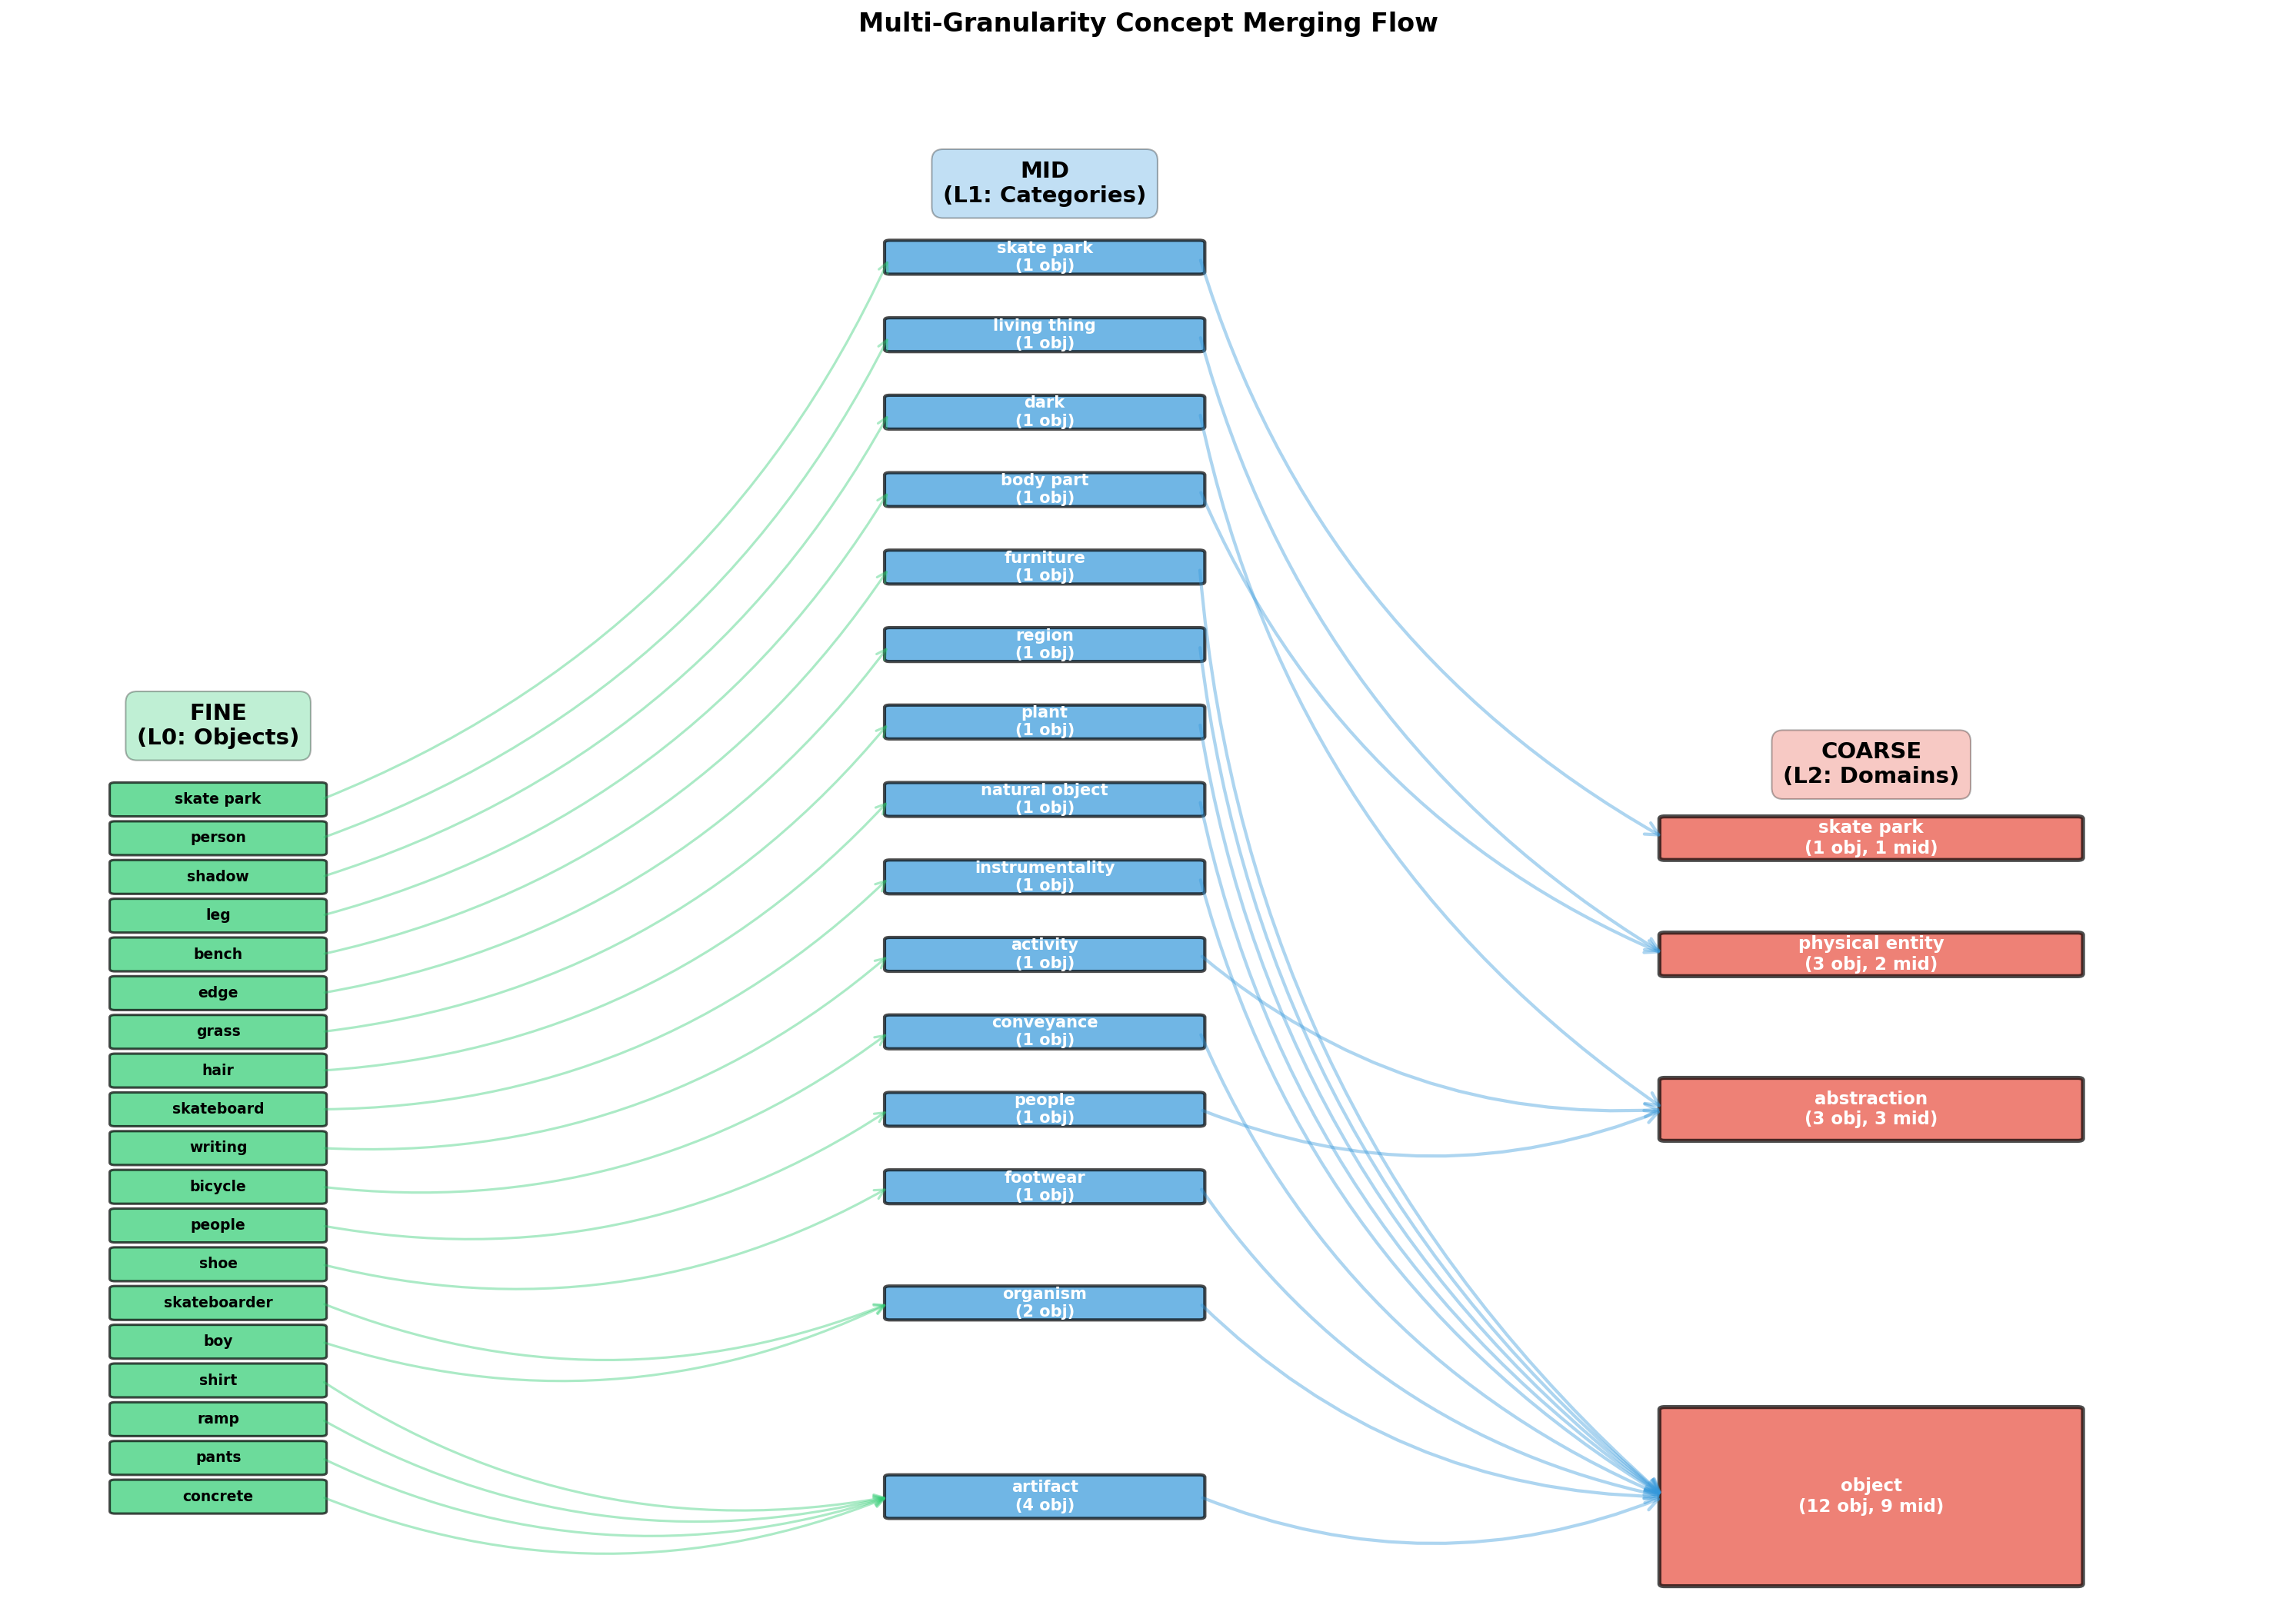 Multi-Granularity Concept Merging Flow
FINE
(L0: Objects)
skate park
person
shadow
leg
bench
edge
grass
hair
skateboard
writing
bicycle
people
shoe
skateboarder
boy
shirt
ramp
pants
concrete
MID
(L1: Categories)
skate park
(1 obj)
living thing
(1 obj)
dark
(1 obj)
body part
(1 obj)
furniture
(1 obj)
region
(1 obj)
plant
(1 obj)
natural object
(1 obj)
instrumentality
(1 obj)
activity
(1 obj)
conveyance
(1 obj)
people
(1 obj)
footwear
(1 obj)
organism
(2 obj)
artifact
(4 obj)
COARSE
(L2: Domains)
skate park
(1 obj, 1 mid)
physical entity
(3 obj, 2 mid)
abstraction
(3 obj, 3 mid)
object
(12 obj, 9 mid)